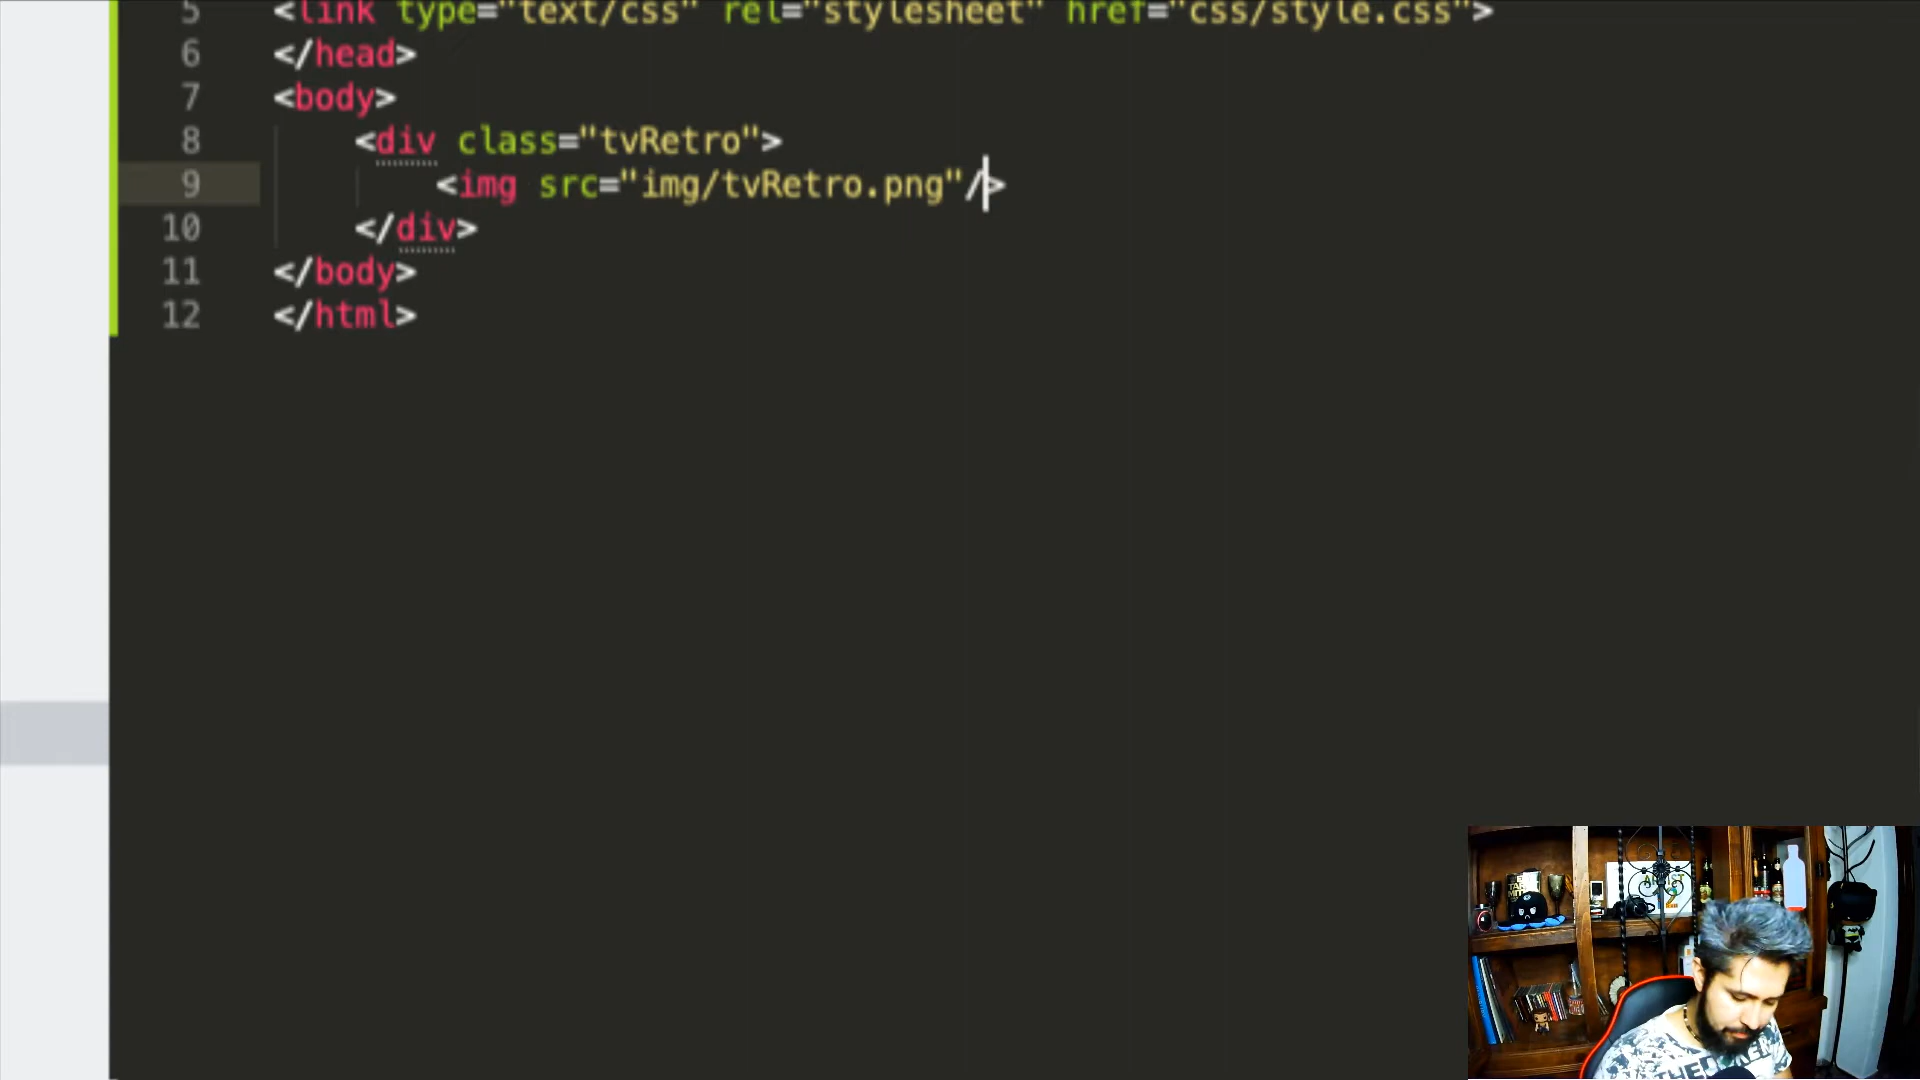 5 <link type="text/css" rel="stylesheet" href="css/style.css">
6 </head>
7 <body>
8 <div class="tvRetro">
9 <img src="img/tvRetro.png"/>
10 </div>
11 </body>
12 </html>